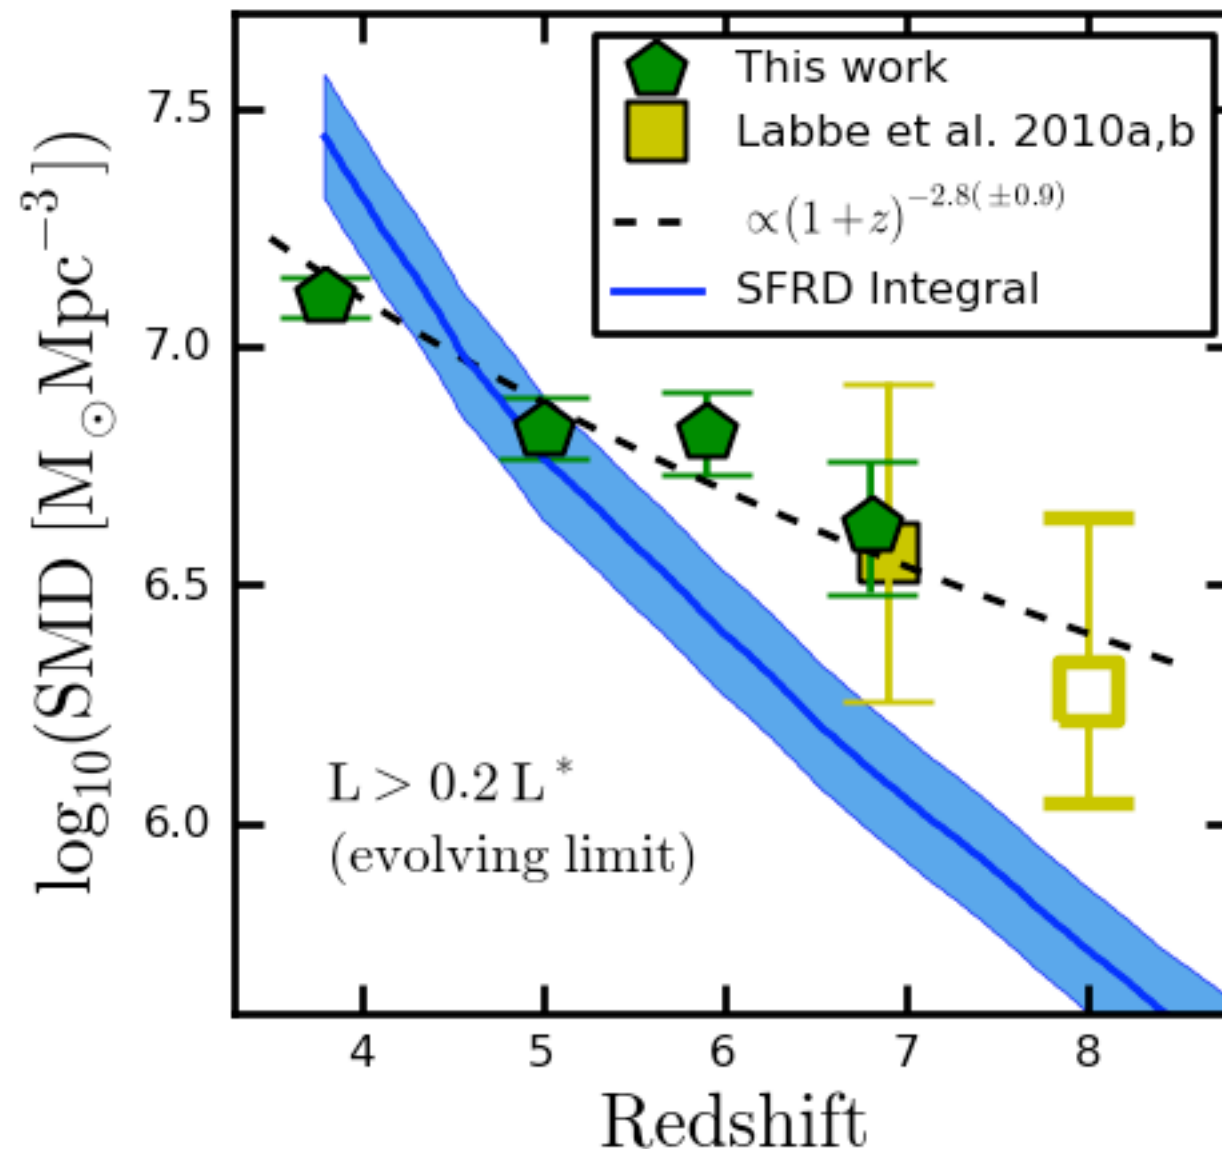 This work
Labbe et al. 2010a,b
∝(1+z)^−2.8(±0.9)
SFRD Integral
log₁₀(SMD [M⊙Mpc⁻³])
7.5
7.0
6.5
6.0
L > 0.2 L*
(evolving limit)
4 5 6 7 8
Redshift